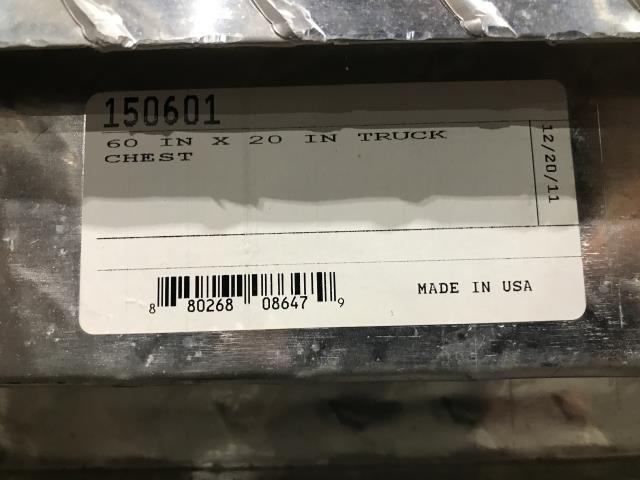 150601
60 IN X 20 IN TRUCK
CHEST
12/20/11
8 80268 08647 9
MADE IN USA